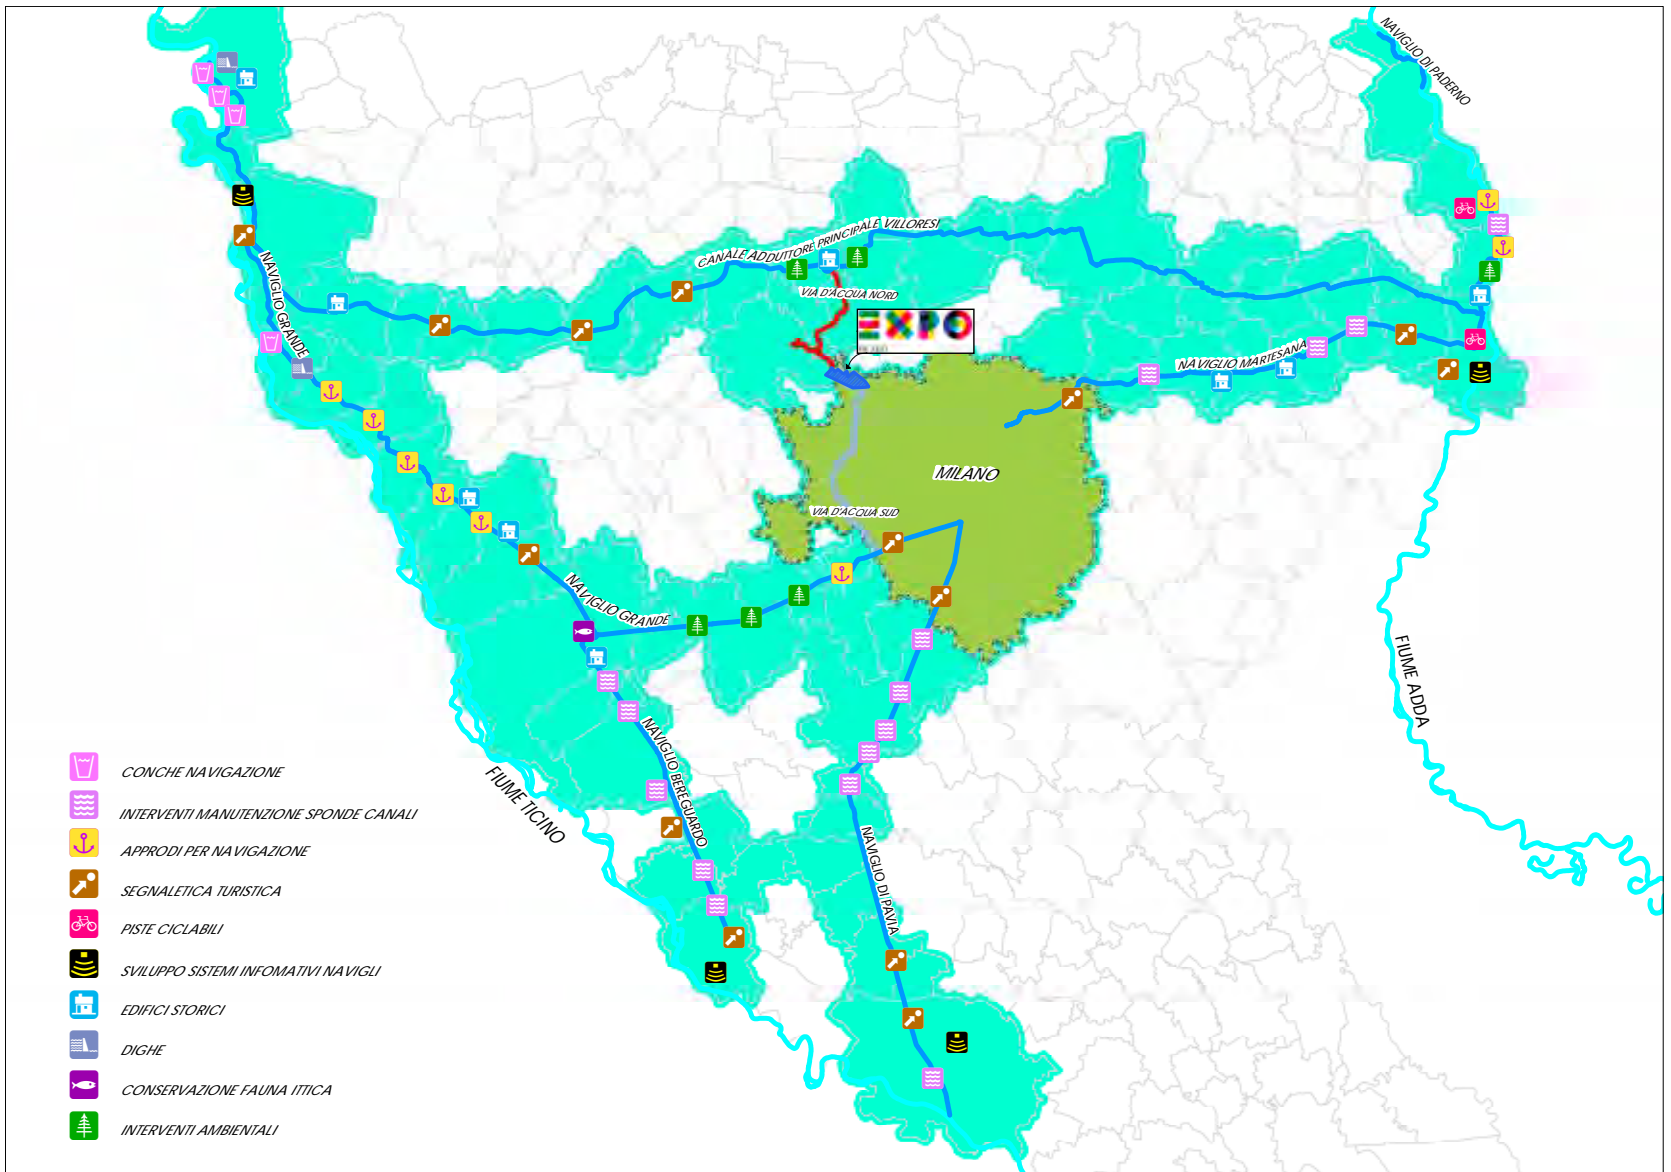 NAVIGLIO DI PADERNO
CANALE ADDUTTORE PRINCIPALE VILLORESI
NAVIGLIO GRANDE
VIA D'ACQUA NORD
EXPO
NAVIGLIO MARTESANA
MILANO
VIA D'ACQUA SUD
NAVIGLIO GRANDE
FIUME ADDA
NAVIGLIO BEREGUARDO
FIUME TICINO
NAVIGLIO DI PAVIA
CONCHE NAVIGAZIONE
INTERVENTI MANUTENZIONE SPONDE CANALI
APPRODI PER NAVIGAZIONE
SEGNALETICA TURISTICA
PISTE CICLABILI
SVILUPPO SISTEMI INFOMATIVI NAVIGLI
EDIFICI STORICI
DIGHE
CONSERVAZIONE FAUNA ITTICA
INTERVENTI AMBIENTALI